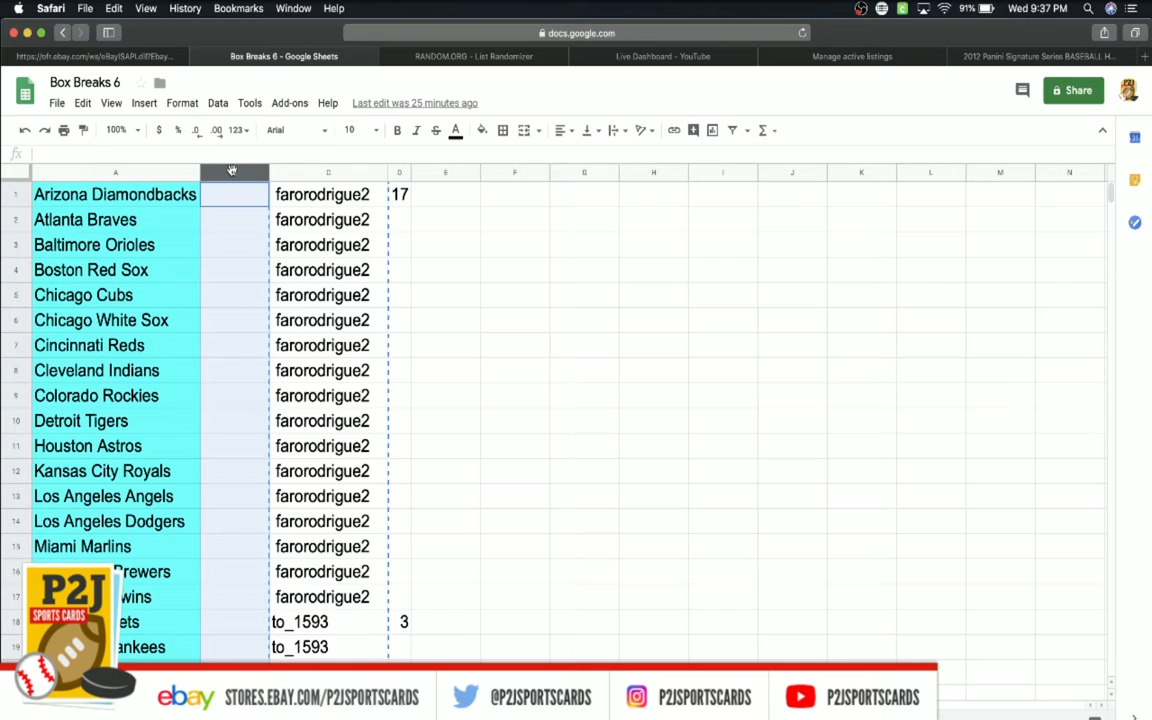 Safari File Edit View History Bookmarks Window Help 91% Wed 9:37 PM
docs.google.com
https://ofr.ebay.com/ws/eBayISAPI.dll?Ebay... Box Breaks 6 - Google Sheets RANDOM.ORG - List Randomizer Live Dashboard - YouTube Manage active listings 2012 Panini Signature Series BASEBALL H...
Box Breaks 6
File Edit View Insert Format Data Tools Add-ons Help Last edit was 25 minutes ago Share
100% $ % .0 .00 123 Arial 10 B I S A
fx
A C D E F G H I J K L M N
1 Arizona Diamondbacks farorodrigue2 17
2 Atlanta Braves farorodrigue2
3 Baltimore Orioles farorodrigue2
4 Boston Red Sox farorodrigue2
5 Chicago Cubs farorodrigue2
6 Chicago White Sox farorodrigue2
7 Cincinnati Reds farorodrigue2
8 Cleveland Indians farorodrigue2
9 Colorado Rockies farorodrigue2
10 Detroit Tigers farorodrigue2
11 Houston Astros farorodrigue2
12 Kansas City Royals farorodrigue2
13 Los Angeles Angels farorodrigue2
14 Los Angeles Dodgers farorodrigue2
15 Miami Marlins farorodrigue2
16 Brewers farorodrigue2
17 wins farorodrigue2
18 ets to_1593 3
19 ankees to_1593
P2J
SPORTS CARDS
ebay STORES.EBAY.COM/P2JSPORTSCARDS @P2JSPORTSCARDS P2JSPORTSCARDS P2JSPORTSCARDS